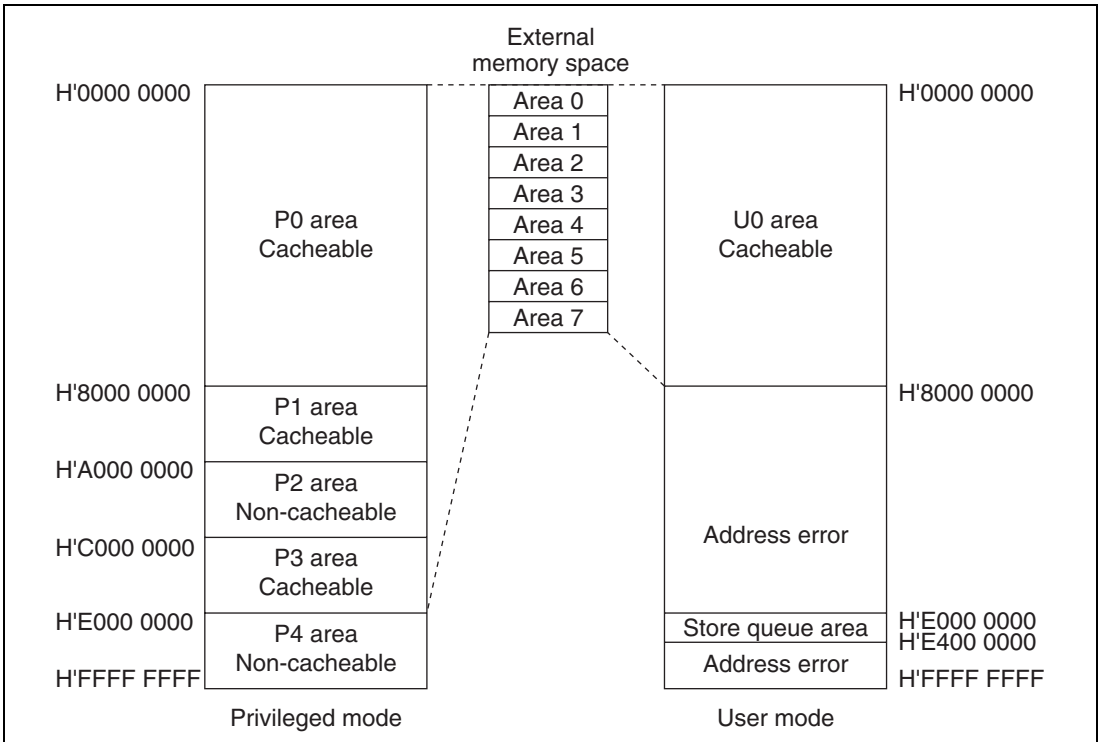 External
memory space
H'0000 0000
Area 0
H'0000 0000
Area 1
Area 2
Area 3
P0 area
Cacheable
Area 4
U0 area
Cacheable
Area 5
Area 6
Area 7
H'8000 0000
P1 area
Cacheable
H'8000 0000
H'A000 0000
P2 area
Non-cacheable
H'C000 0000
P3 area
Cacheable
Address error
H'E000 0000
P4 area
Non-cacheable
Store queue area
H'E000 0000
H'E400 0000
Address error
H'FFFF FFFF
H'FFFF FFFF
Privileged mode
User mode